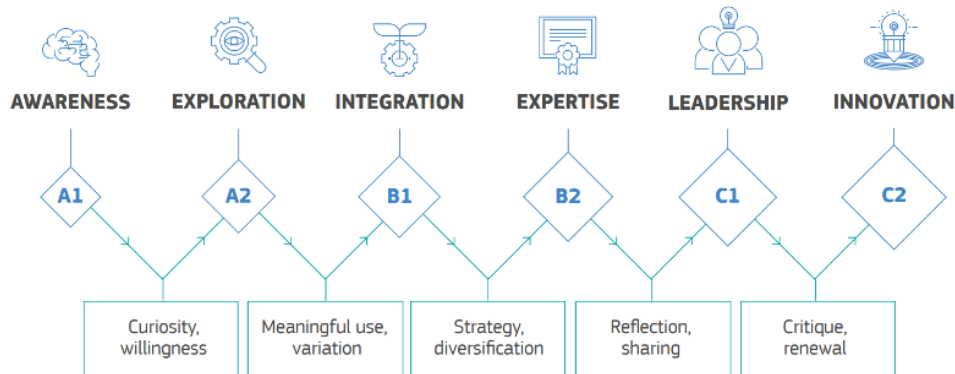 AWARENESS
EXPLORATION
INTEGRATION
EXPERTISE
LEADERSHIP
INNOVATION
A1
A2
B1
B2
C1
C2
Curiosity,
willingness
Meaningful use,
variation
Strategy,
diversification
Reflection,
sharing
Critique,
renewal